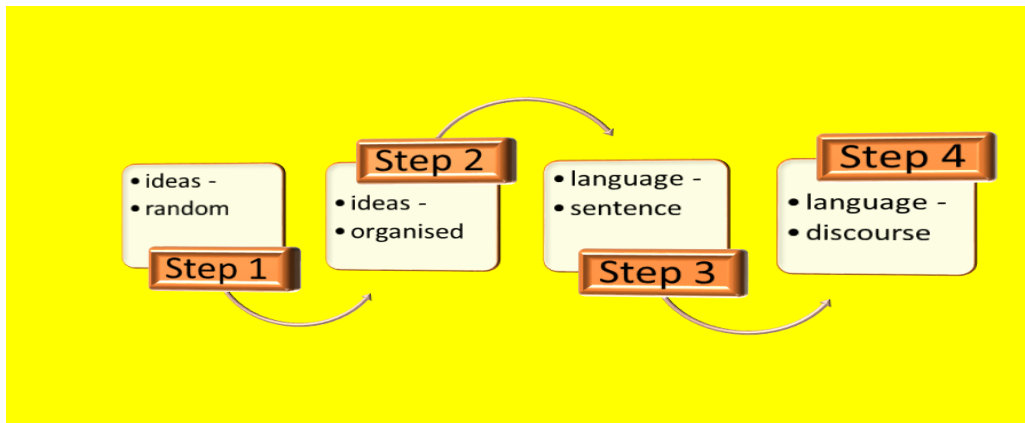 • ideas -
• random
Step 1
Step 2
• ideas -
• organised
• language -
• sentence
Step 3
Step 4
• language -
• discourse